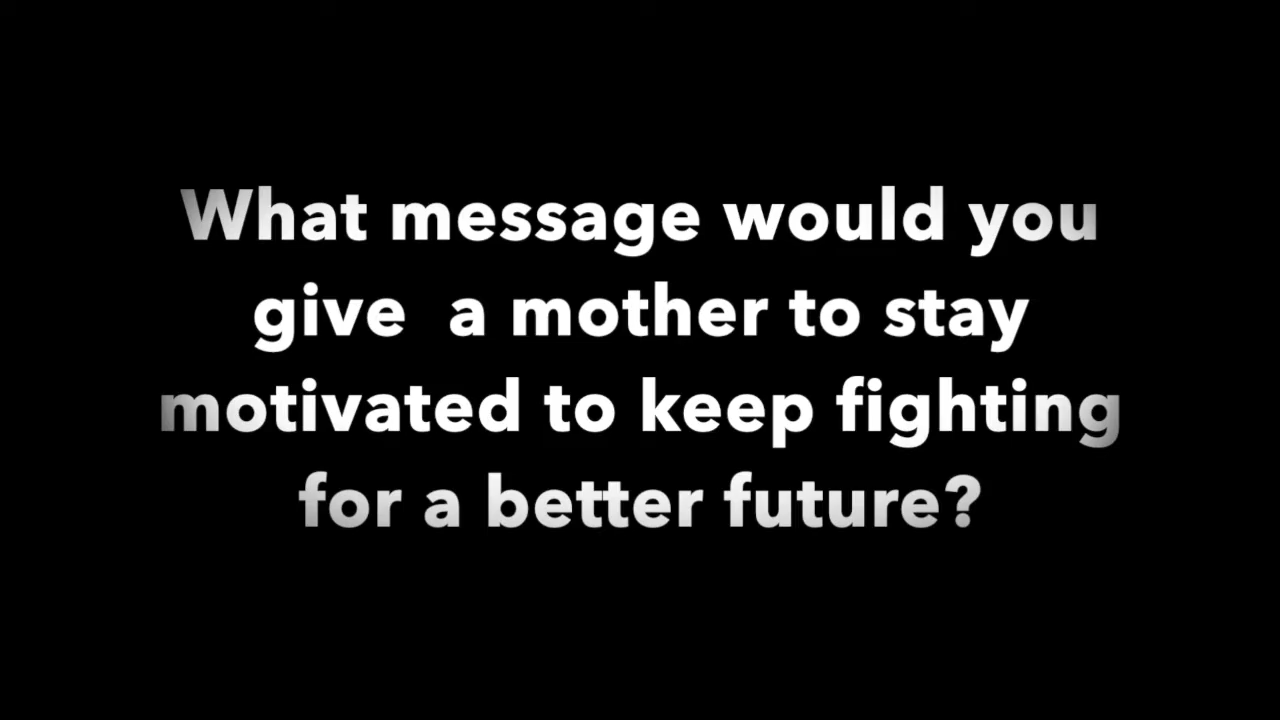 What message would you
give  a mother to stay
motivated to keep fighting
for a better future?